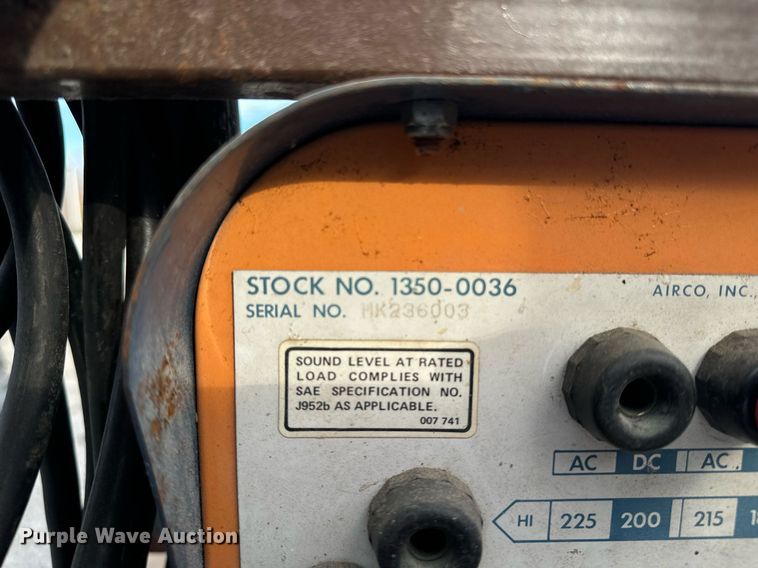 STOCK NO. 1350-0036
AIRCO, INC.,
SERIAL NO. HK236003
SOUND LEVEL AT RATED
LOAD COMPLIES WITH
SAE SPECIFICATION NO.
J952b AS APPLICABLE.
007 741
AC DC AC
HI 225 200 215
Purple Wave Auction